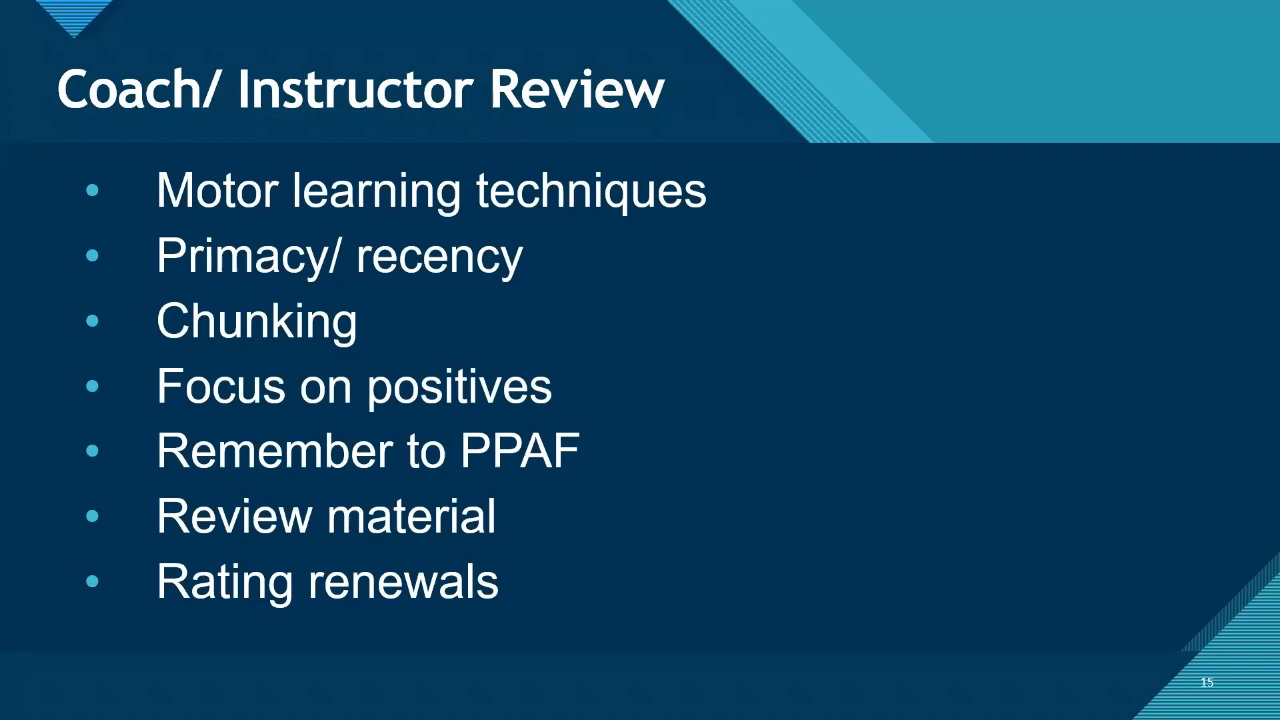 Coach/ Instructor Review
• Motor learning techniques
• Primacy/ recency
• Chunking
• Focus on positives
• Remember to PPAF
• Review material
• Rating renewals
15